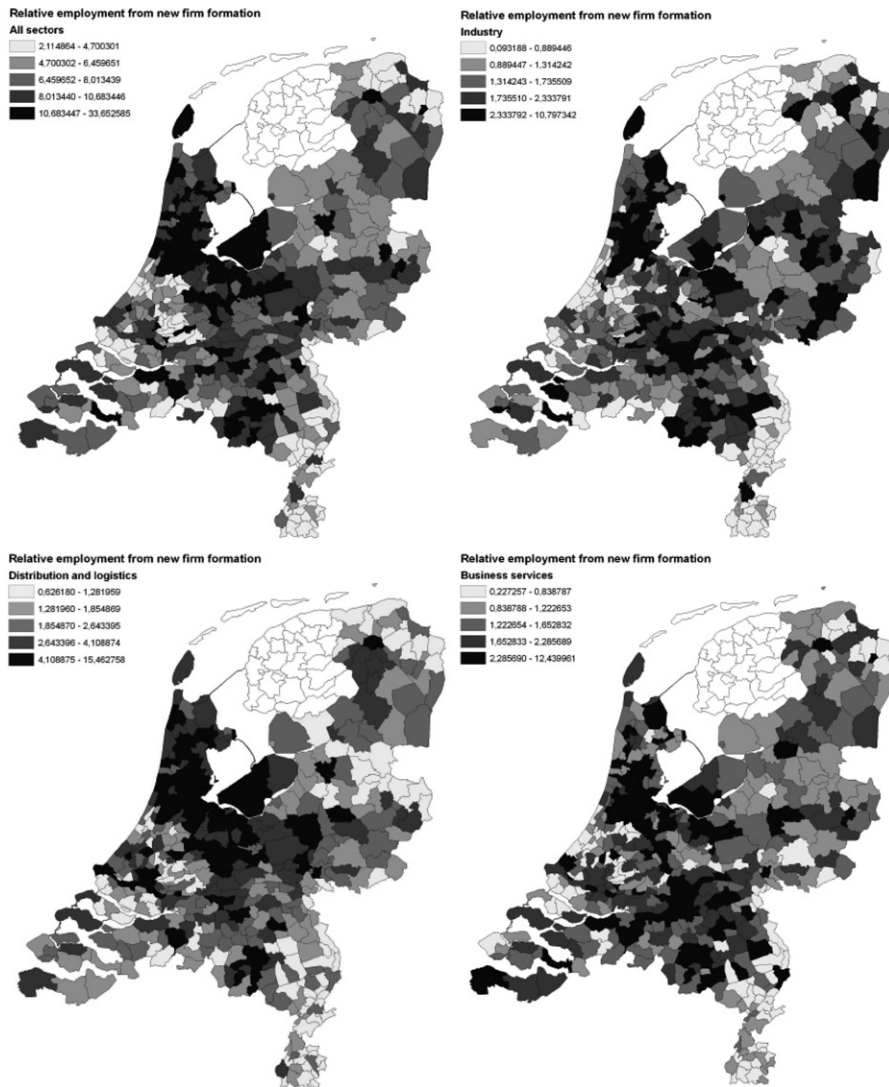 Relative employment from new firm formation
All sectors
2,114864 - 4,700301
4,700302 - 6,459651
6,459652 - 8,013439
8,013440 - 10,683446
10,683447 - 33,652585
Relative employment from new firm formation
Industry
0,093188 - 0,889446
0,889447 - 1,314242
1,314243 - 1,735509
1,735510 - 2,333791
2,333792 - 10,797342
Relative employment from new firm formation
Distribution and logistics
0,626180 - 1,281959
1,281960 - 1,854869
1,854870 - 2,643395
2,643396 - 4,108874
4,108875 - 15,462758
Relative employment from new firm formation
Business services
0,227257 - 0,838787
0,838788 - 1,222653
1,222654 - 1,652832
1,652833 - 2,285689
2,285690 - 12,439961